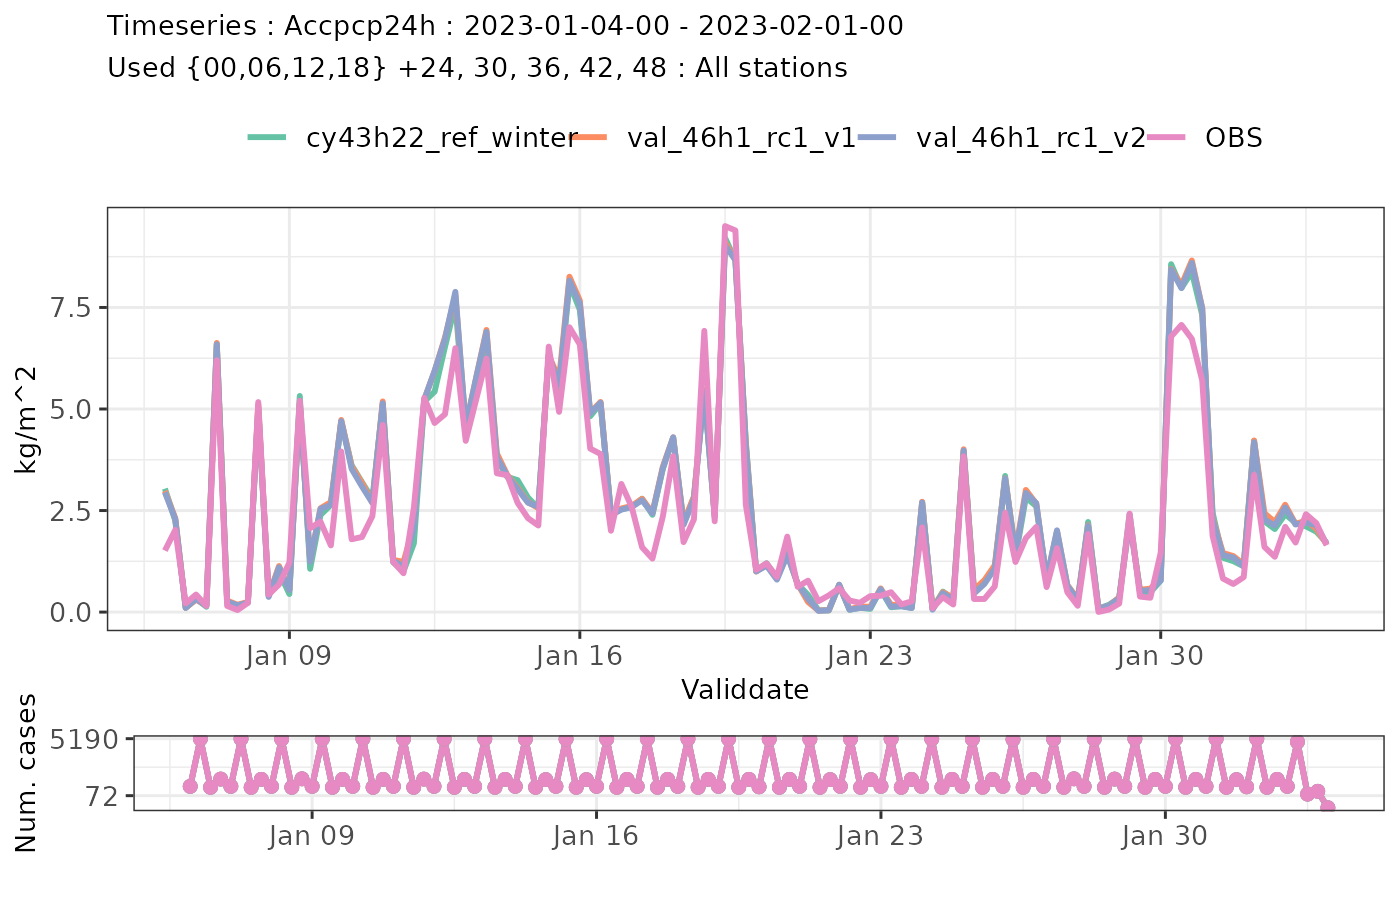 Timeseries : Accpcp24h : 2023-01-04-00 - 2023-02-01-00
Used {00,06,12,18} +24, 30, 36, 42, 48 : All stations
cy43h22_ref_winter val_46h1_rc1_v1 val_46h1_rc1_v2 OBS
kg/m^2
7.5
5.0
2.5
0.0
Jan 09 Jan 16 Jan 23 Jan 30
Validdate
Num. cases
5190
72
Jan 09 Jan 16 Jan 23 Jan 30